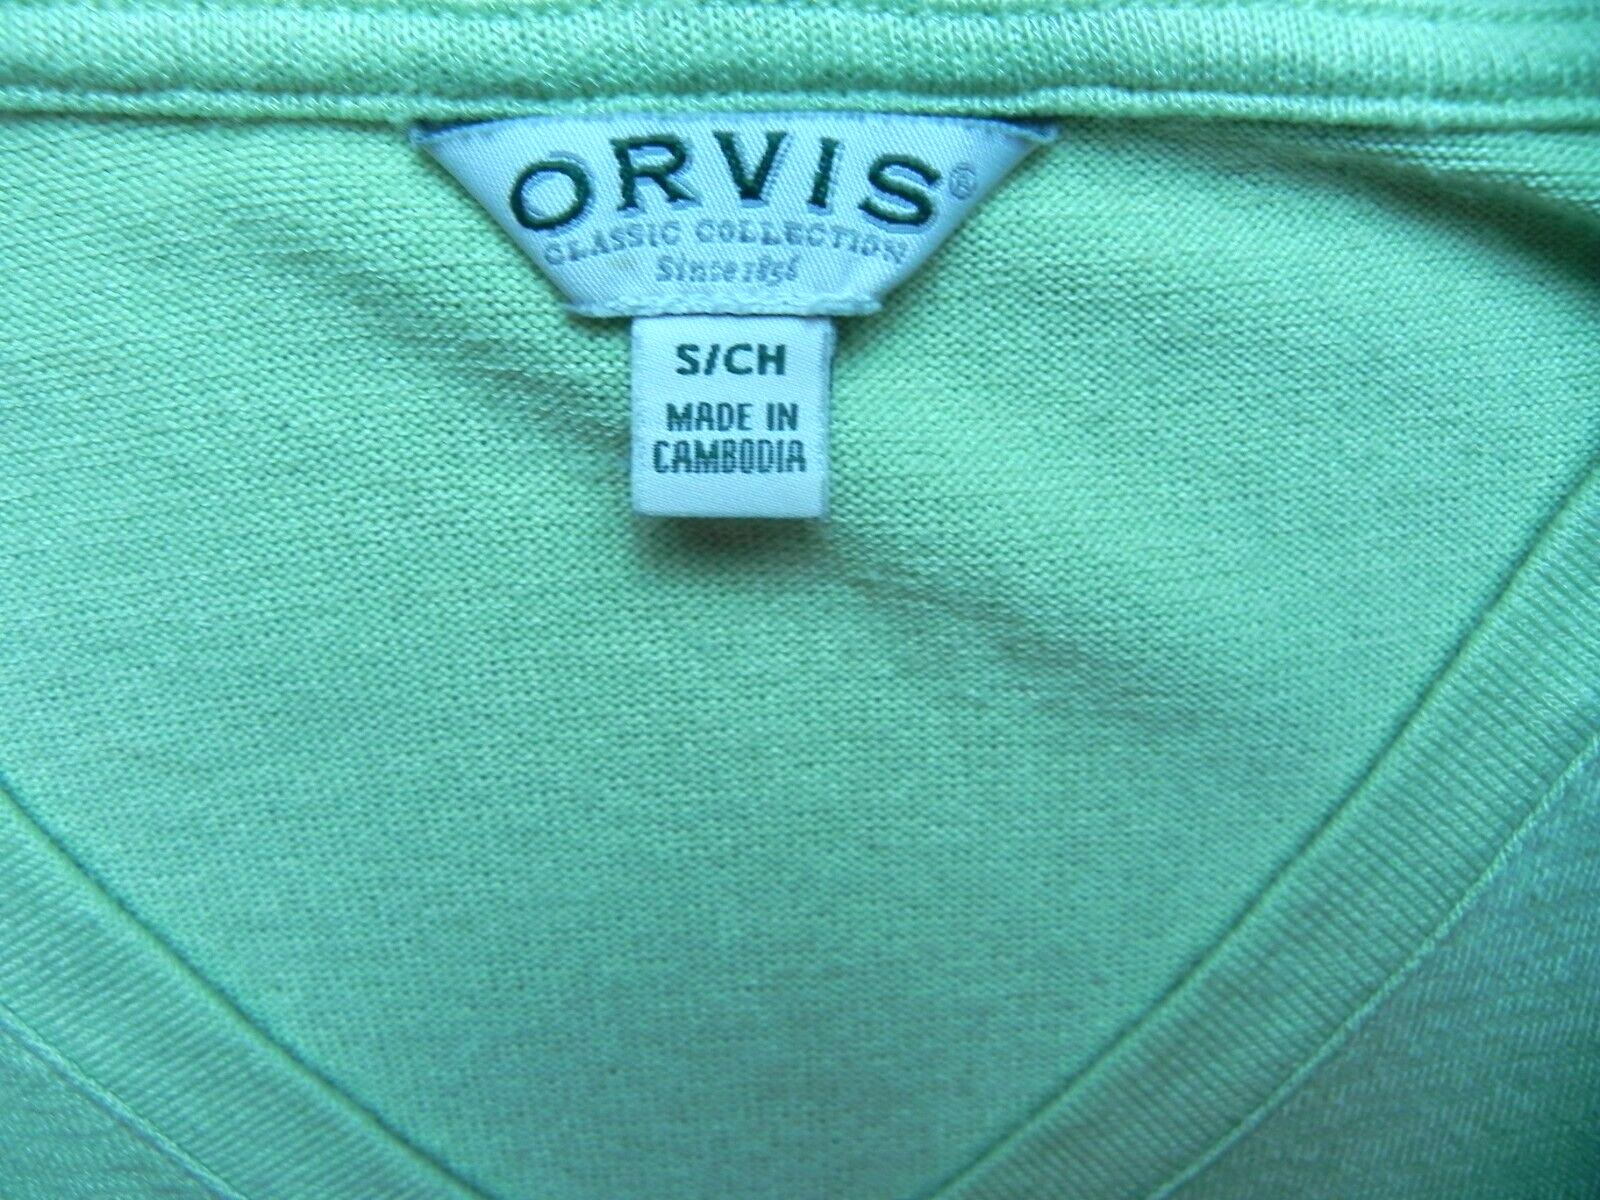 ORVIS®
CLASSIC COLLECTION
Since 1856
S/CH
MADE IN
CAMBODIA